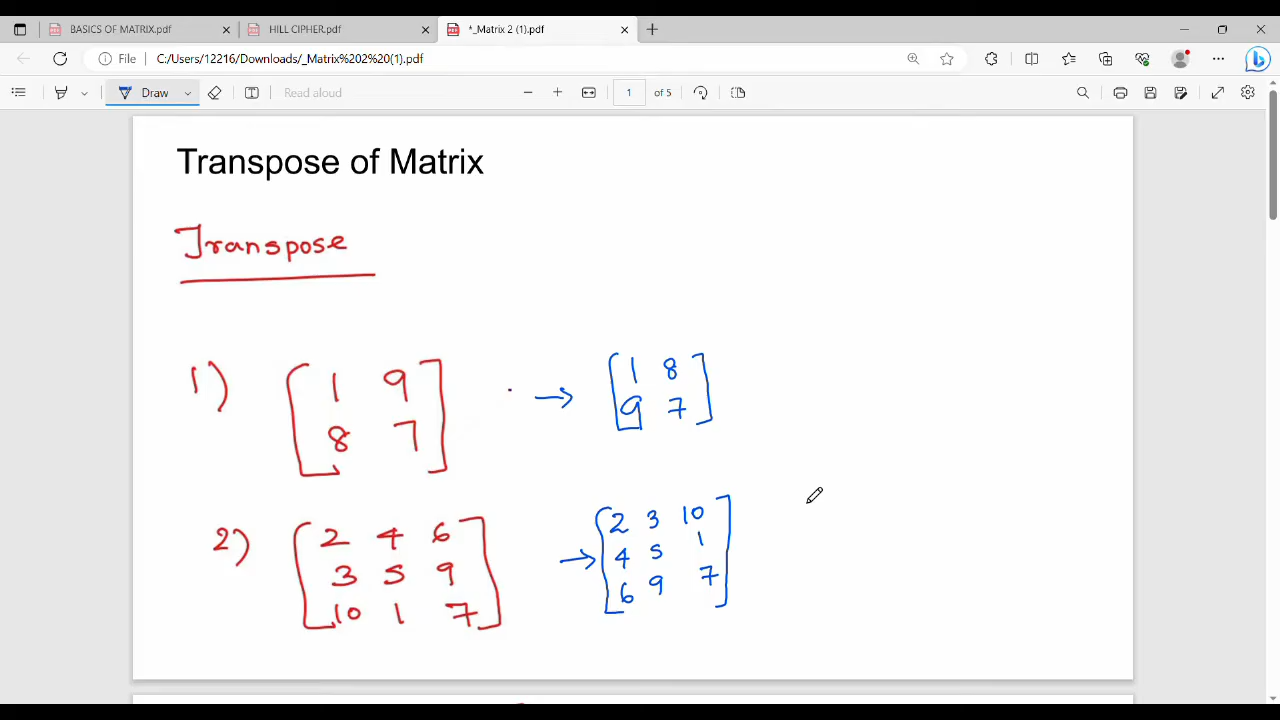 BASICS OF MATRIX.pdf HILL CIPHER.pdf *_Matrix 2 (1).pdf
File C:/Users/12216/Downloads/_Matrix%202%20(1).pdf
Draw Read aloud 1 of 5
Transpose of Matrix
Transpose
1) [1 9 → [1 8
8 7] 9 7]
2) [2 4 6 → [2 3 10
3 5 9 4 5 1
10 1 7] 6 9 7]